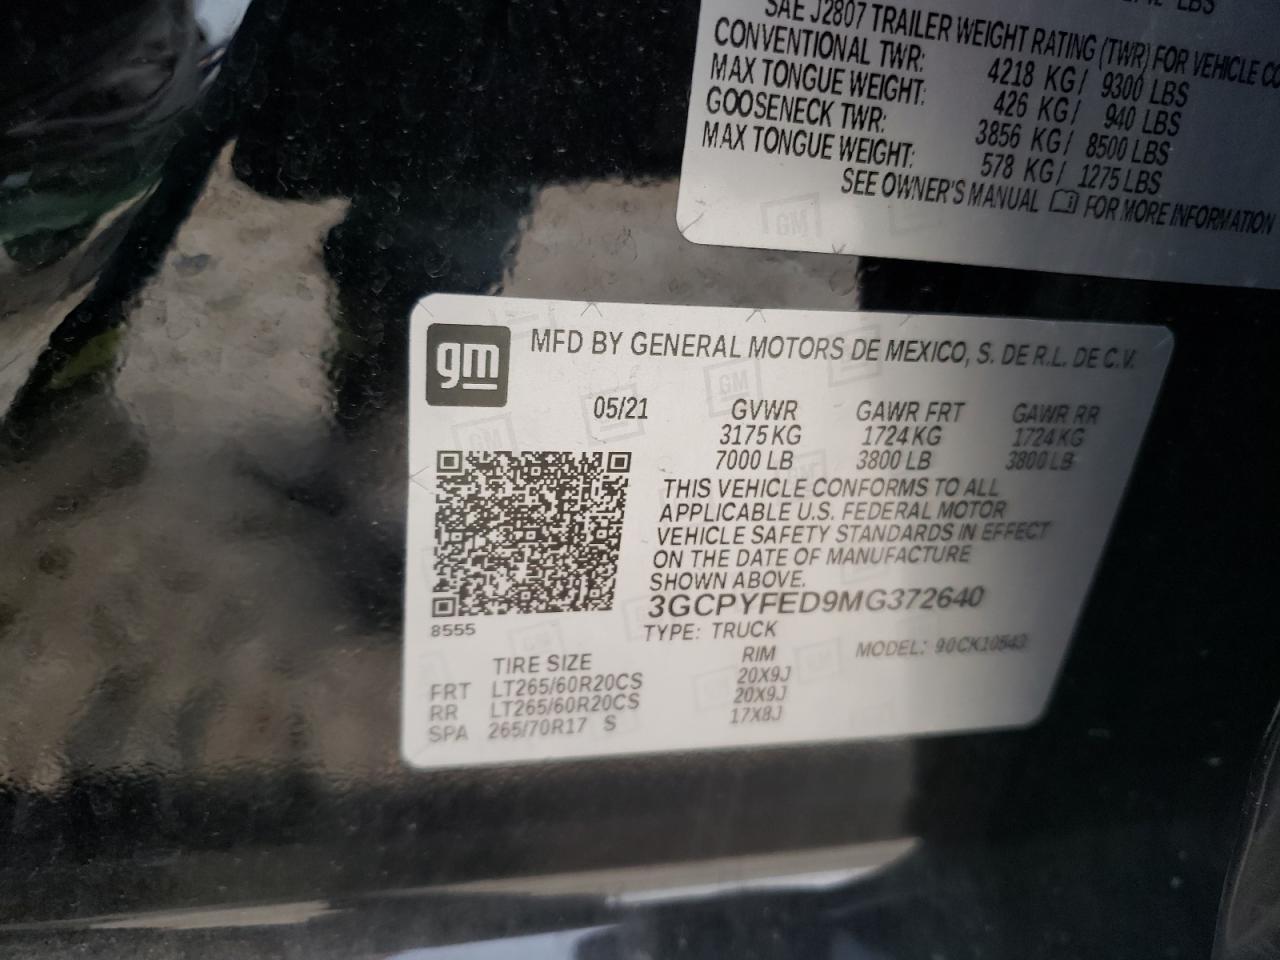 LBS
SAE J2807 TRAILER WEIGHT RATING (TWR) FOR VEHICLE
CONVENTIONAL TWR: 4218 KG/ 9300 LBS
MAX TONGUE WEIGHT: 426 KG/ 940 LBS
GOOSENECK TWR: 3856 KG/ 8500 LBS
MAX TONGUE WEIGHT: 578 KG/ 1275 LBS
SEE OWNER'S MANUAL FOR MORE INFORMATION
gm MFD BY GENERAL MOTORS DE MEXICO, S. DE R.L. DE C.V.
05/21 GVWR GAWR FRT GAWR RR
3175 KG 1724 KG 1724 KG
7000 LB 3800 LB 3800 LB
THIS VEHICLE CONFORMS TO ALL
APPLICABLE U.S. FEDERAL MOTOR
VEHICLE SAFETY STANDARDS IN EFFECT
ON THE DATE OF MANUFACTURE
SHOWN ABOVE.
3GCPYFED9MG372640
8555
TYPE: TRUCK MODEL: 90CK10543
TIRE SIZE RIM
FRT LT265/60R20CS 20X9J
RR LT265/60R20CS 20X9J
SPA 265/70R17 S 17X8J